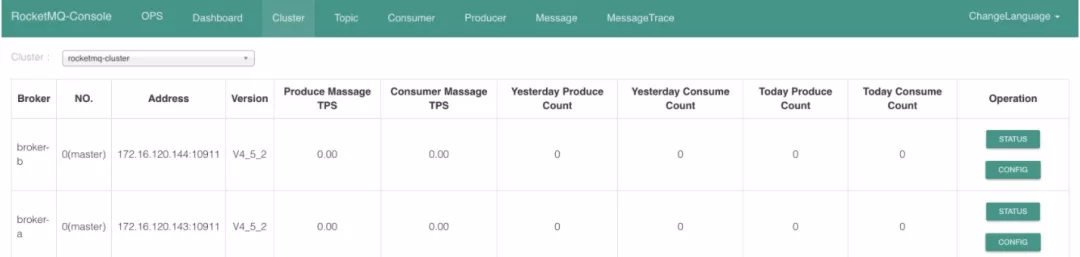 RocketMQ-Console OPS Dashboard Cluster Topic Consumer Producer Message MessageTrace ChangeLanguage
Cluster : rocketmq-cluster
Broker NO. Address Version Produce Massage TPS Consumer Massage TPS Yesterday Produce Count Yesterday Consume Count Today Produce Count Today Consume Count Operation
broker-b 0(master) 172.16.120.144:10911 V4_5_2 0.00 0.00 0 0 0 0 STATUS CONFIG
broker-a 0(master) 172.16.120.143:10911 V4_5_2 0.00 0.00 0 0 0 0 STATUS CONFIG